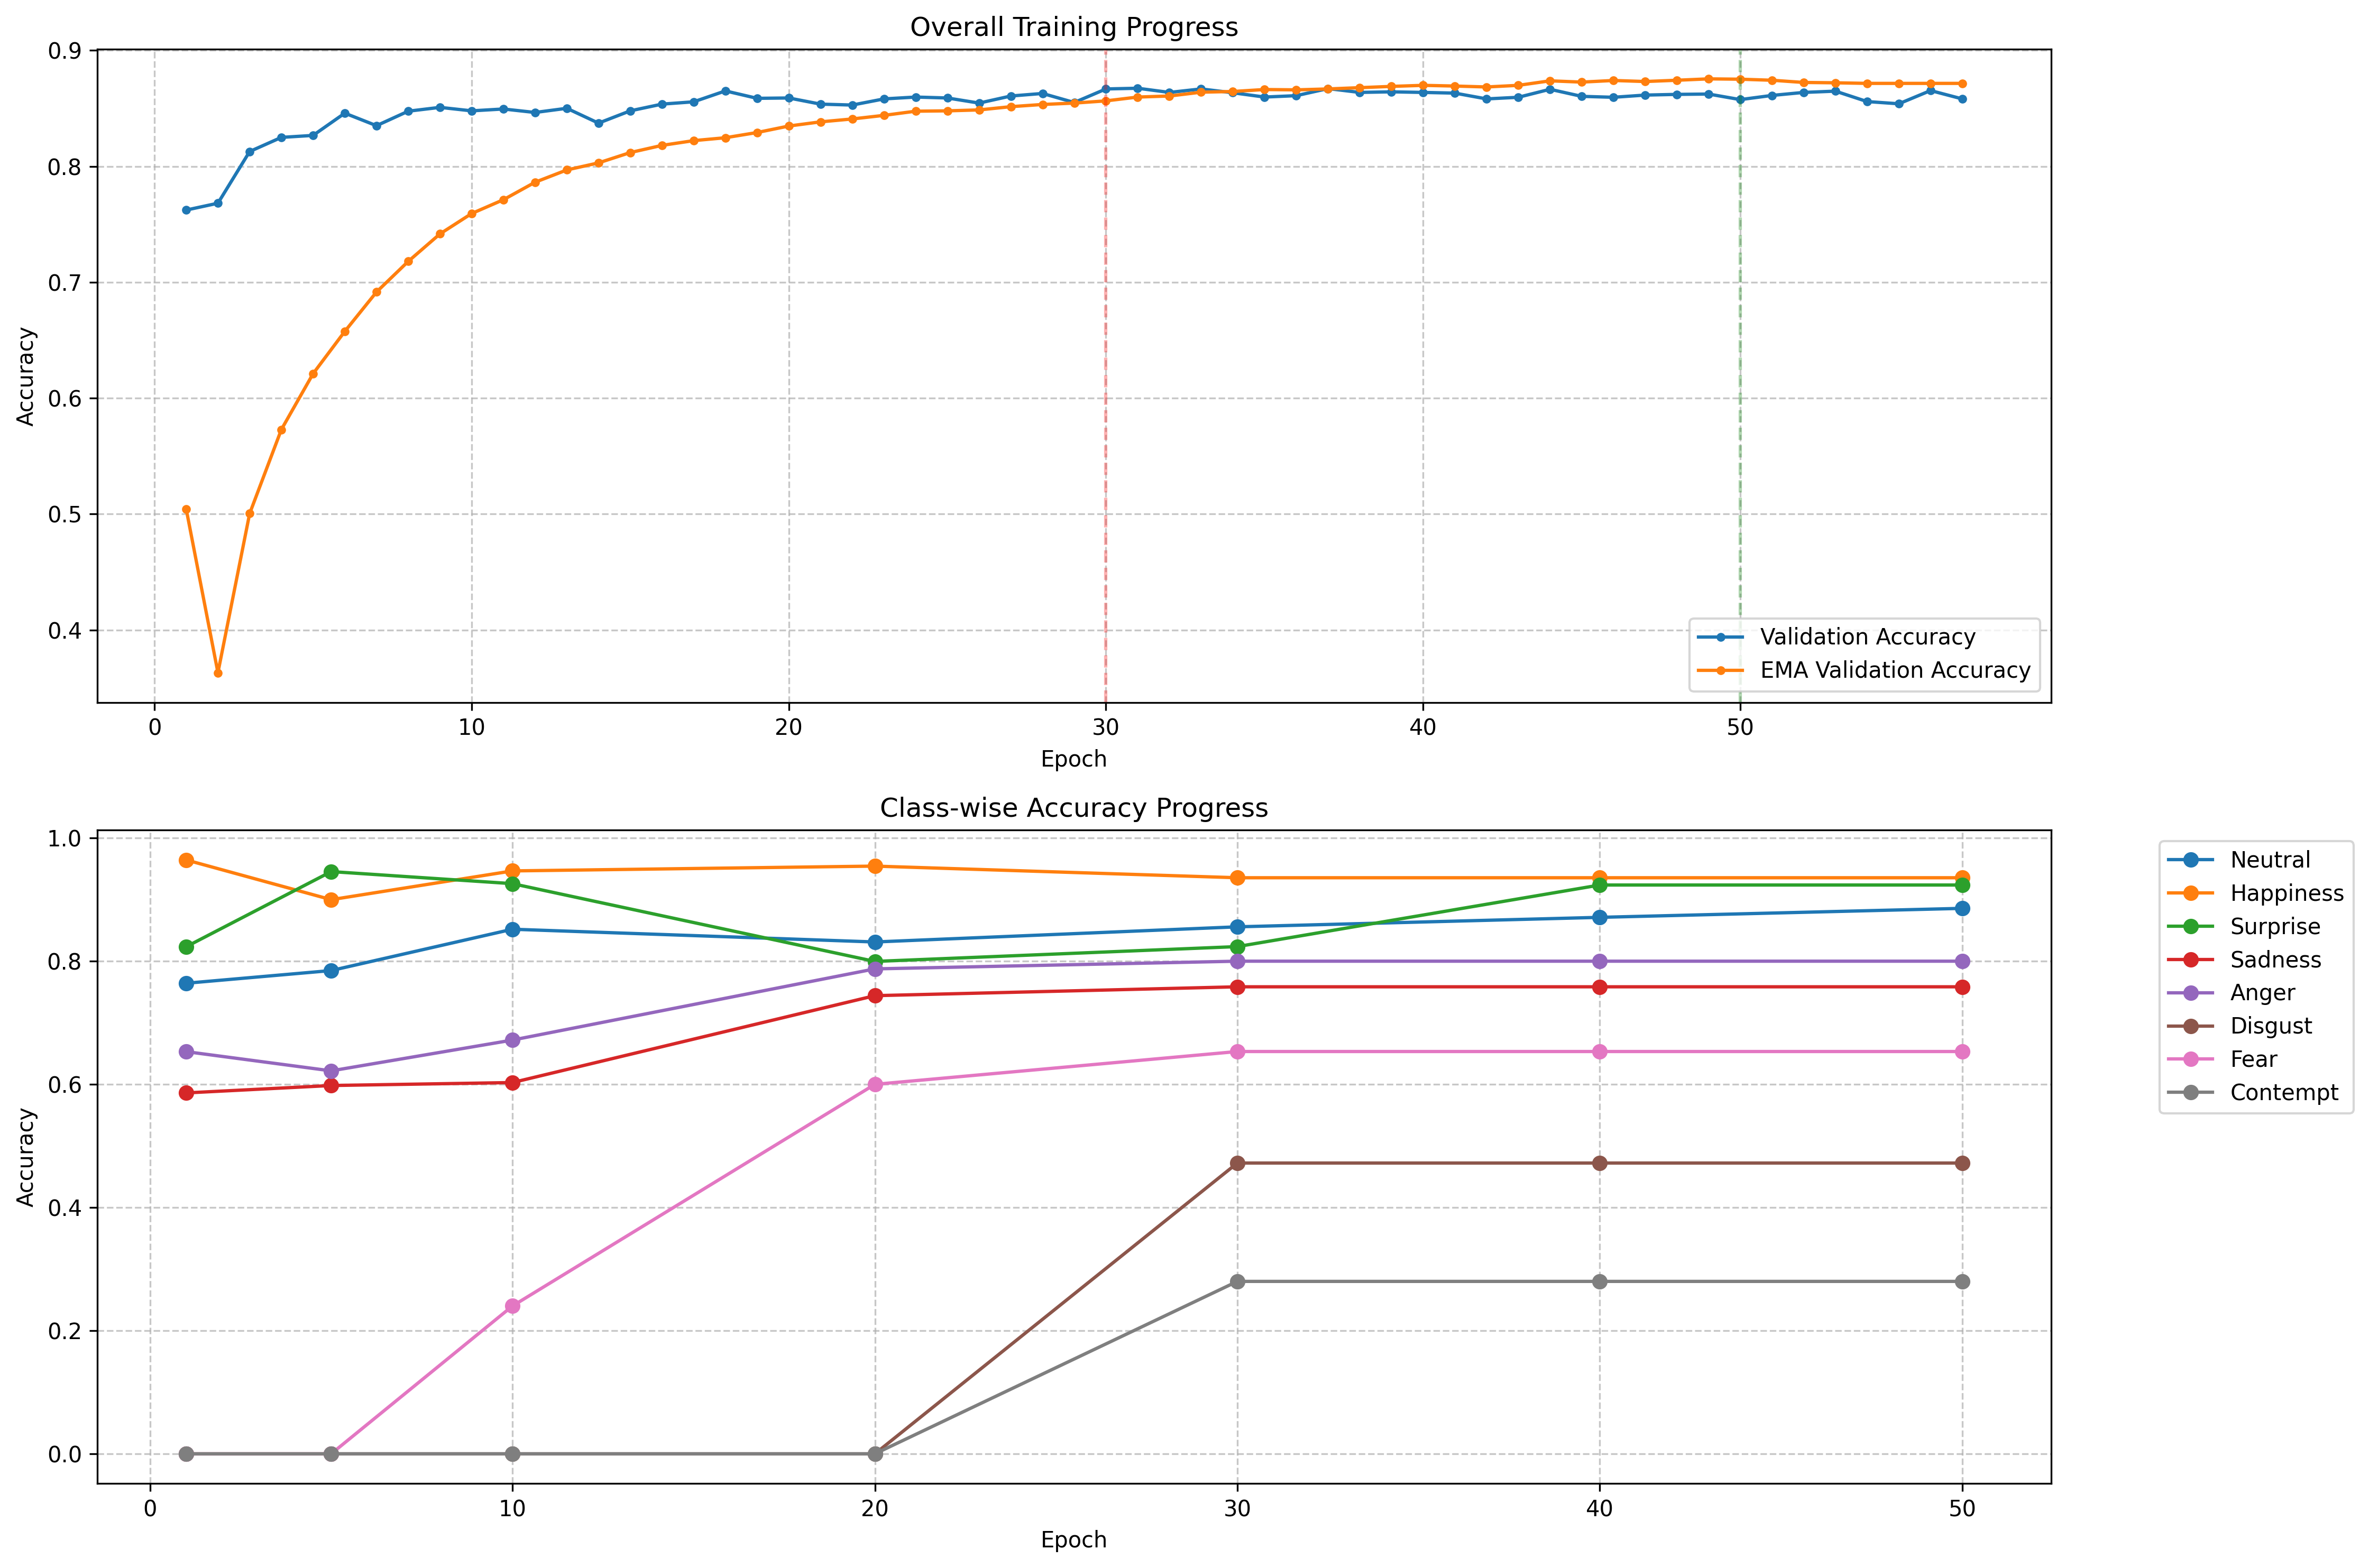 Overall Training Progress
0.9
0.8
0.7
0.6
0.5
0.4
Accuracy
0 10 20 30 40 50
Epoch
Validation Accuracy
EMA Validation Accuracy
Class-wise Accuracy Progress
1.0
0.8
0.6
0.4
0.2
0.0
Accuracy
0 10 20 30 40 50
Epoch
Neutral
Happiness
Surprise
Sadness
Anger
Disgust
Fear
Contempt